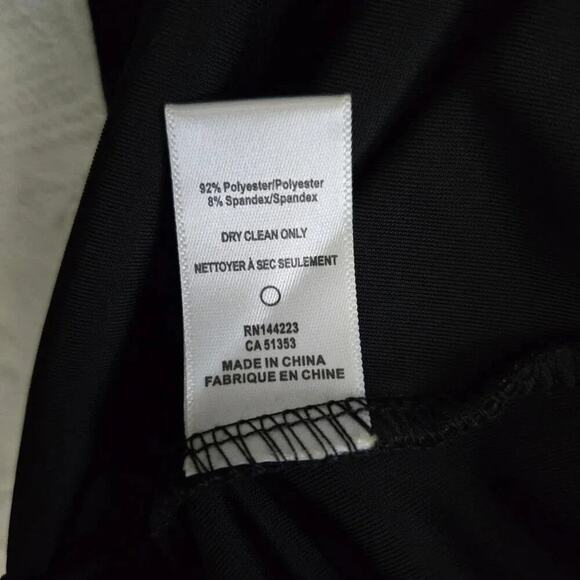 92% Polyester/Polyester
8% Spandex/Spandex
DRY CLEAN ONLY
NETTOYER À SEC SEULEMENT
RN144223
CA 51353
MADE IN CHINA
FABRIQUE EN CHINE